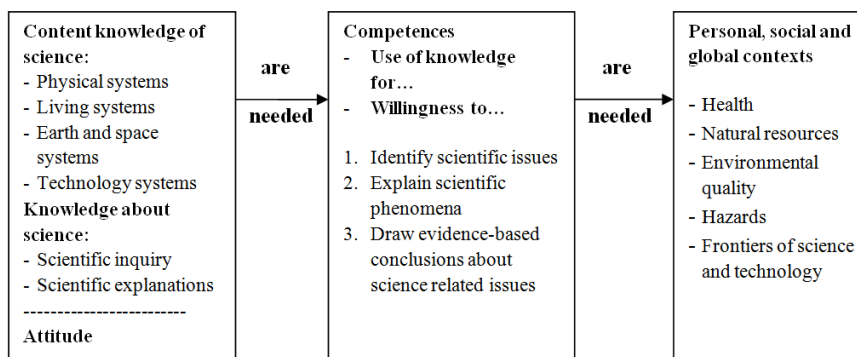 Content knowledge of
science:
- Physical systems
- Living systems
- Earth and space
systems
- Technology systems
Knowledge about
science:
- Scientific inquiry
- Scientific explanations
-------------------------
Attitude
are
needed
Competences
- Use of knowledge
for…
- Willingness to…
1. Identify scientific issues
2. Explain scientific
phenomena
3. Draw evidence-based
conclusions about
science related issues
are
needed
Personal, social and
global contexts
- Health
- Natural resources
- Environmental
quality
- Hazards
- Frontiers of science
and technology